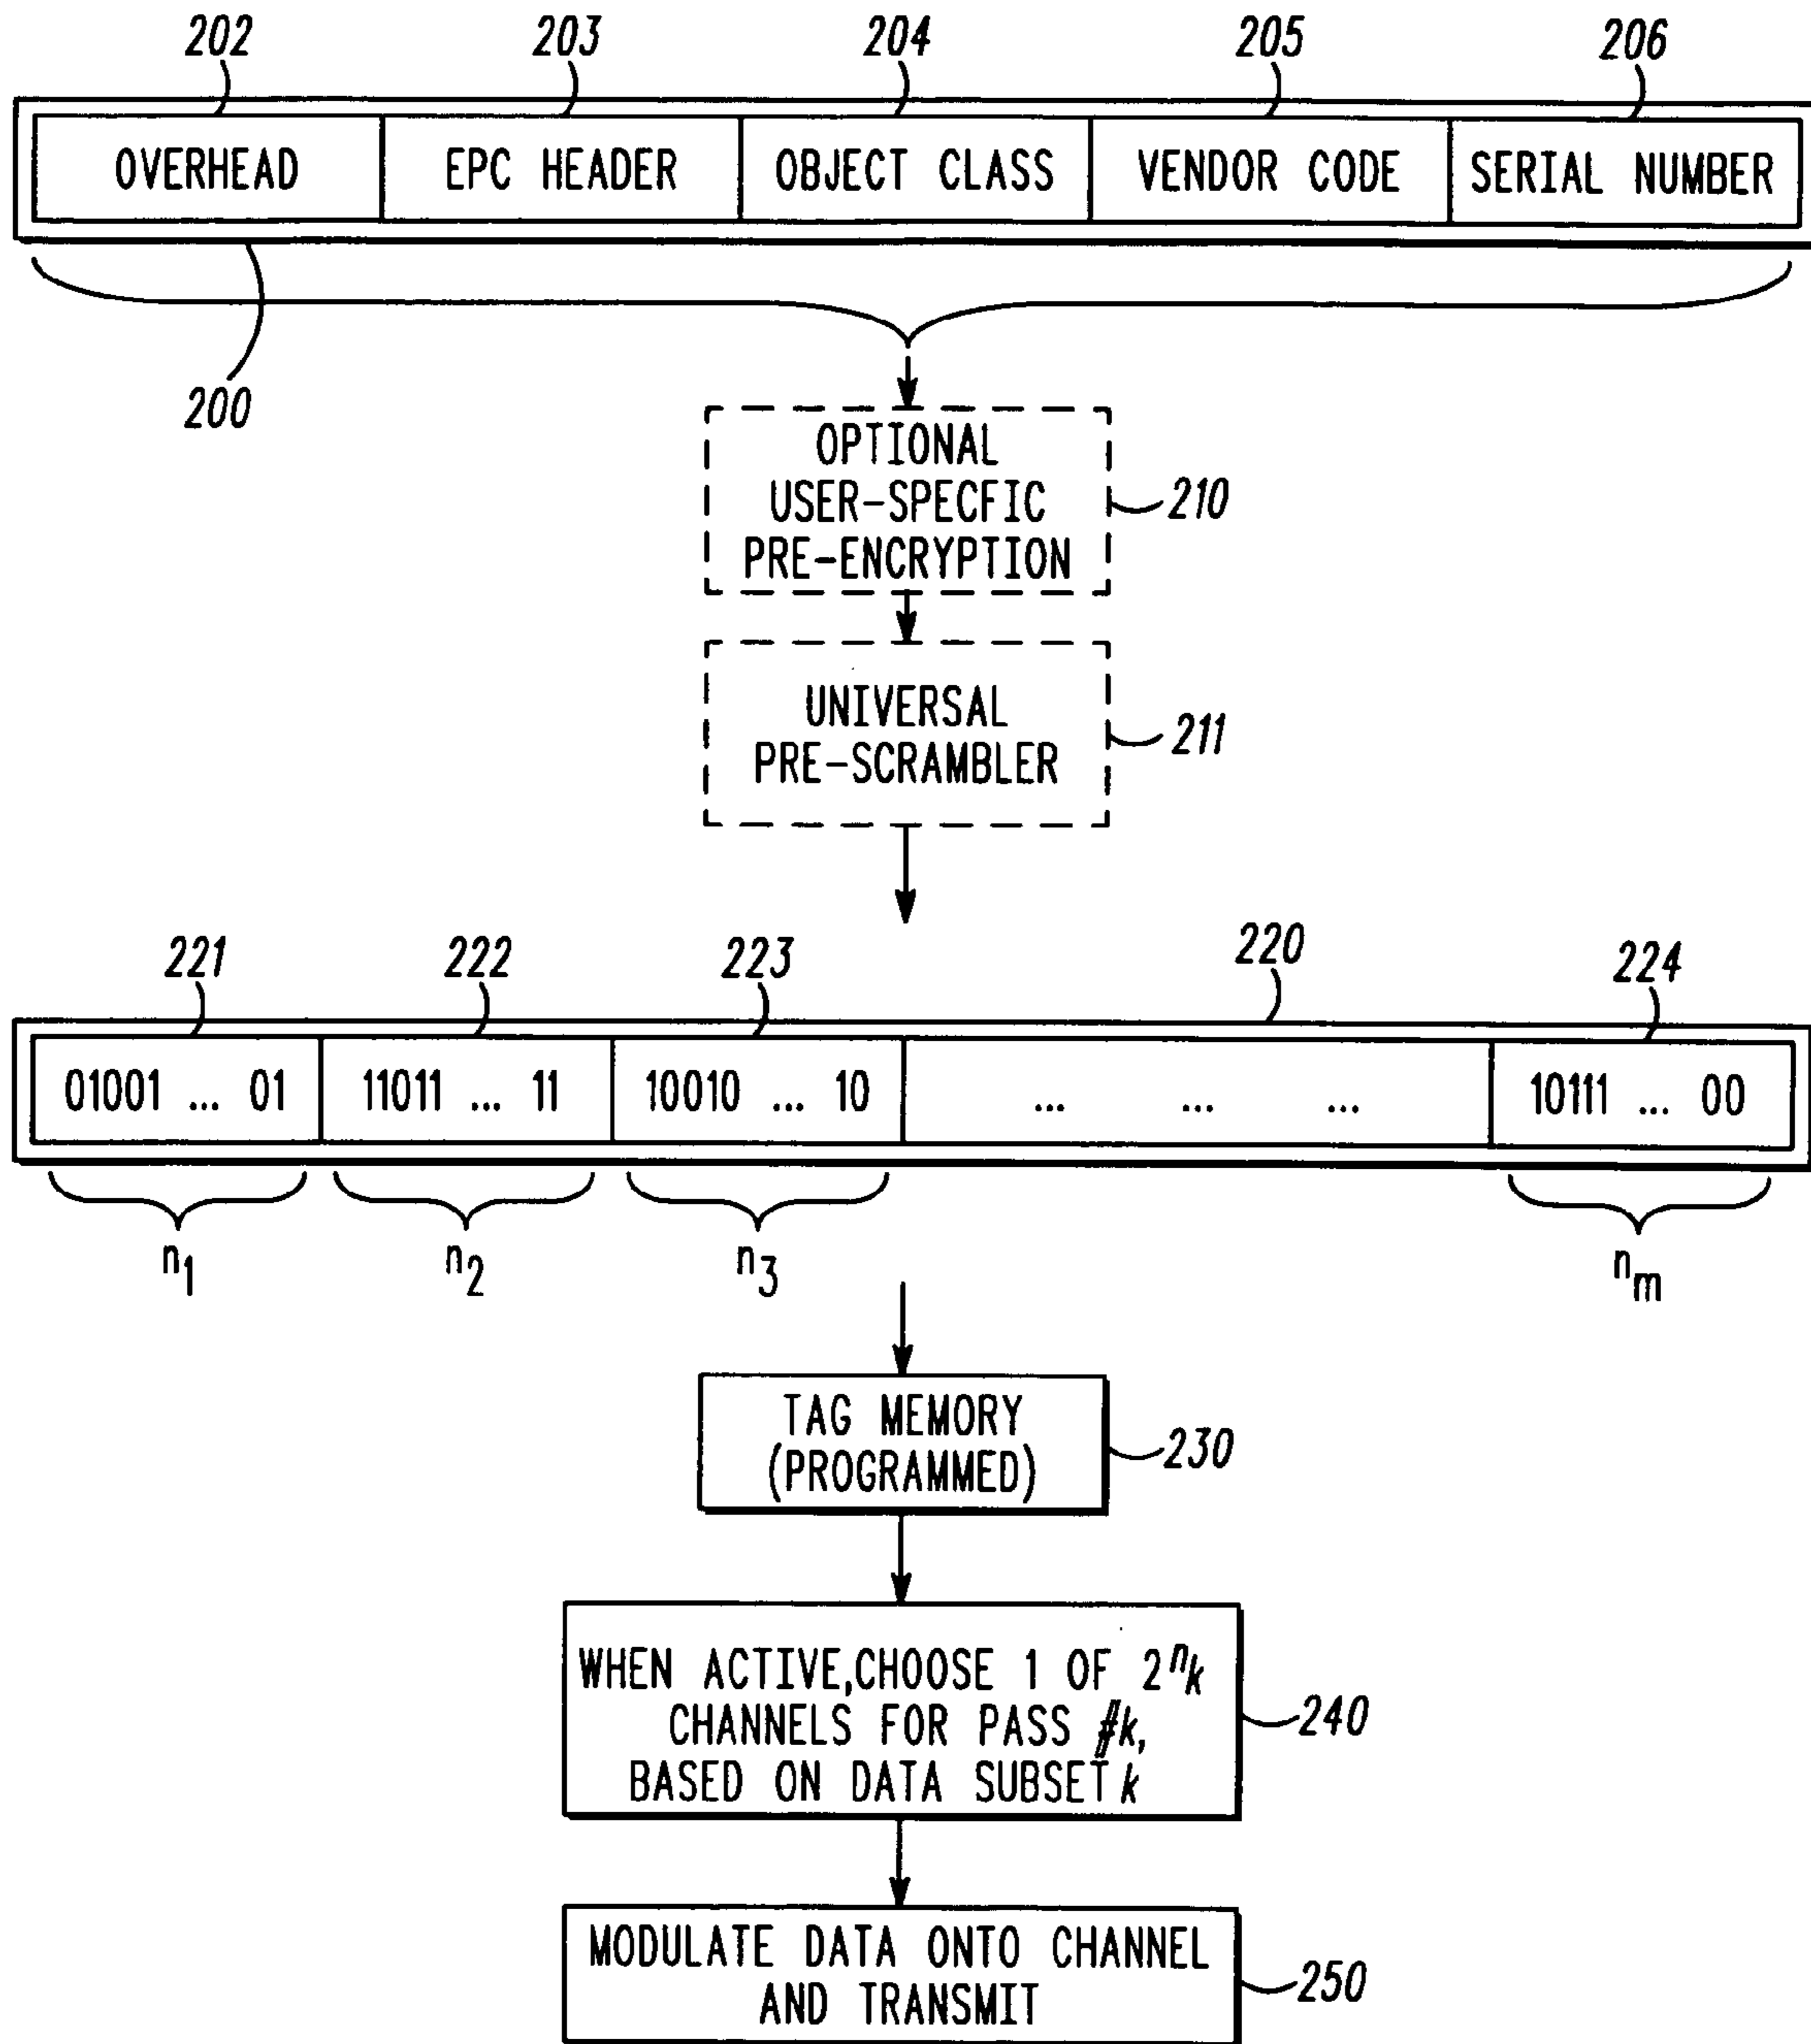 202 203 204 205 206
OVERHEAD EPC HEADER OBJECT CLASS VENDOR CODE SERIAL NUMBER
200
OPTIONAL
USER-SPECFIC
PRE-ENCRYPTION
210
UNIVERSAL
PRE-SCRAMBLER
211
221 222 223 220 224
01001 ... 01 11011 ... 11 10010 ... 10 ... ... ... 10111 ... 00
n1 n2 n3 nm
TAG MEMORY
(PROGRAMMED)
230
WHEN ACTIVE,CHOOSE 1 OF 2^nk
CHANNELS FOR PASS #k,
BASED ON DATA SUBSET k
240
MODULATE DATA ONTO CHANNEL
AND TRANSMIT
250